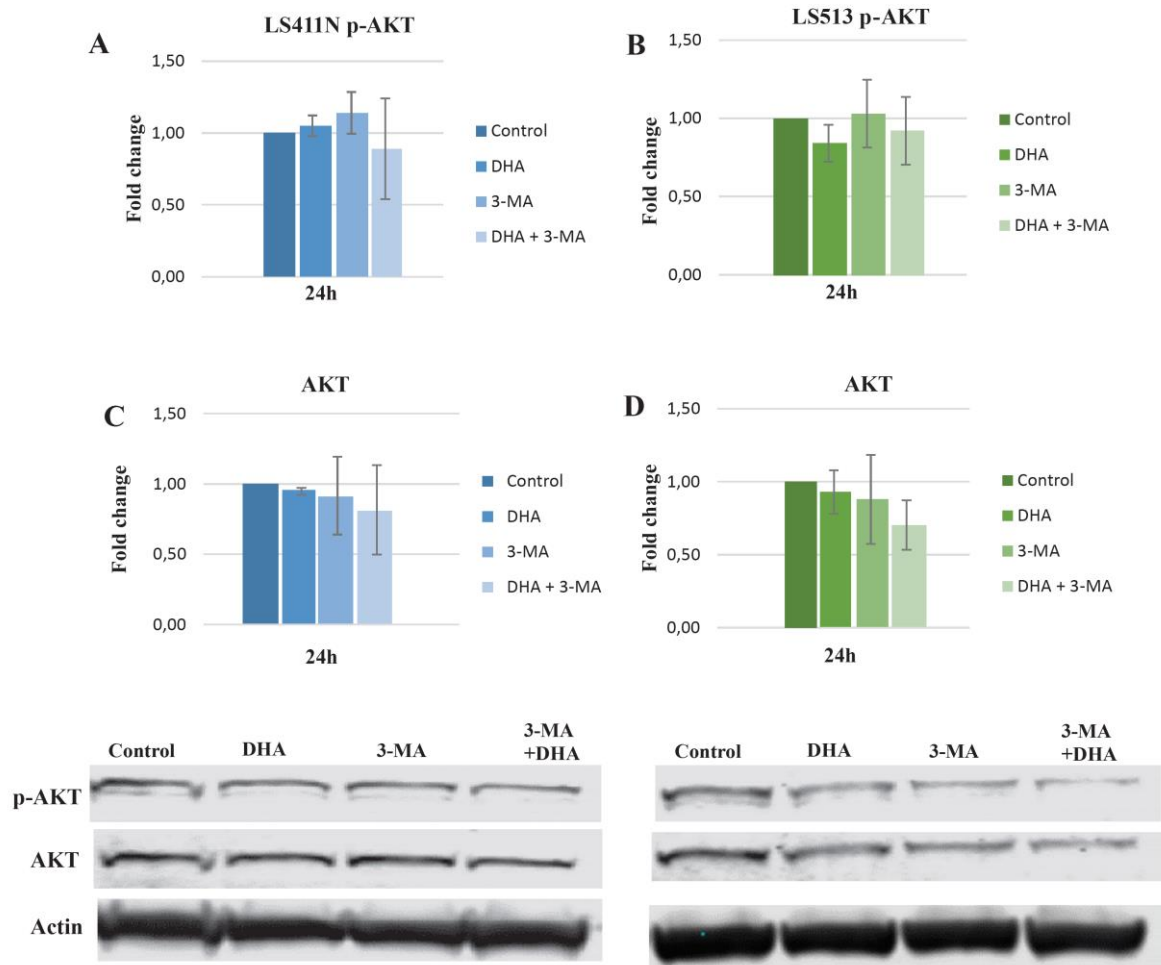 A
LS411N p-AKT
1,50
1,00
0,50
0,00
Fold change
24h
Control
DHA
3-MA
DHA + 3-MA
B
LS513 p-AKT
1,50
1,00
0,50
0,00
Fold change
24h
Control
DHA
3-MA
DHA + 3-MA
C
AKT
1,50
1,00
0,50
0,00
Fold change
24h
Control
DHA
3-MA
DHA + 3-MA
D
AKT
1,50
1,00
0,50
0,00
Fold change
24h
Control
DHA
3-MA
DHA + 3-MA
Control DHA 3-MA 3-MA
+DHA
Control DHA 3-MA 3-MA
+DHA
p-AKT
AKT
Actin